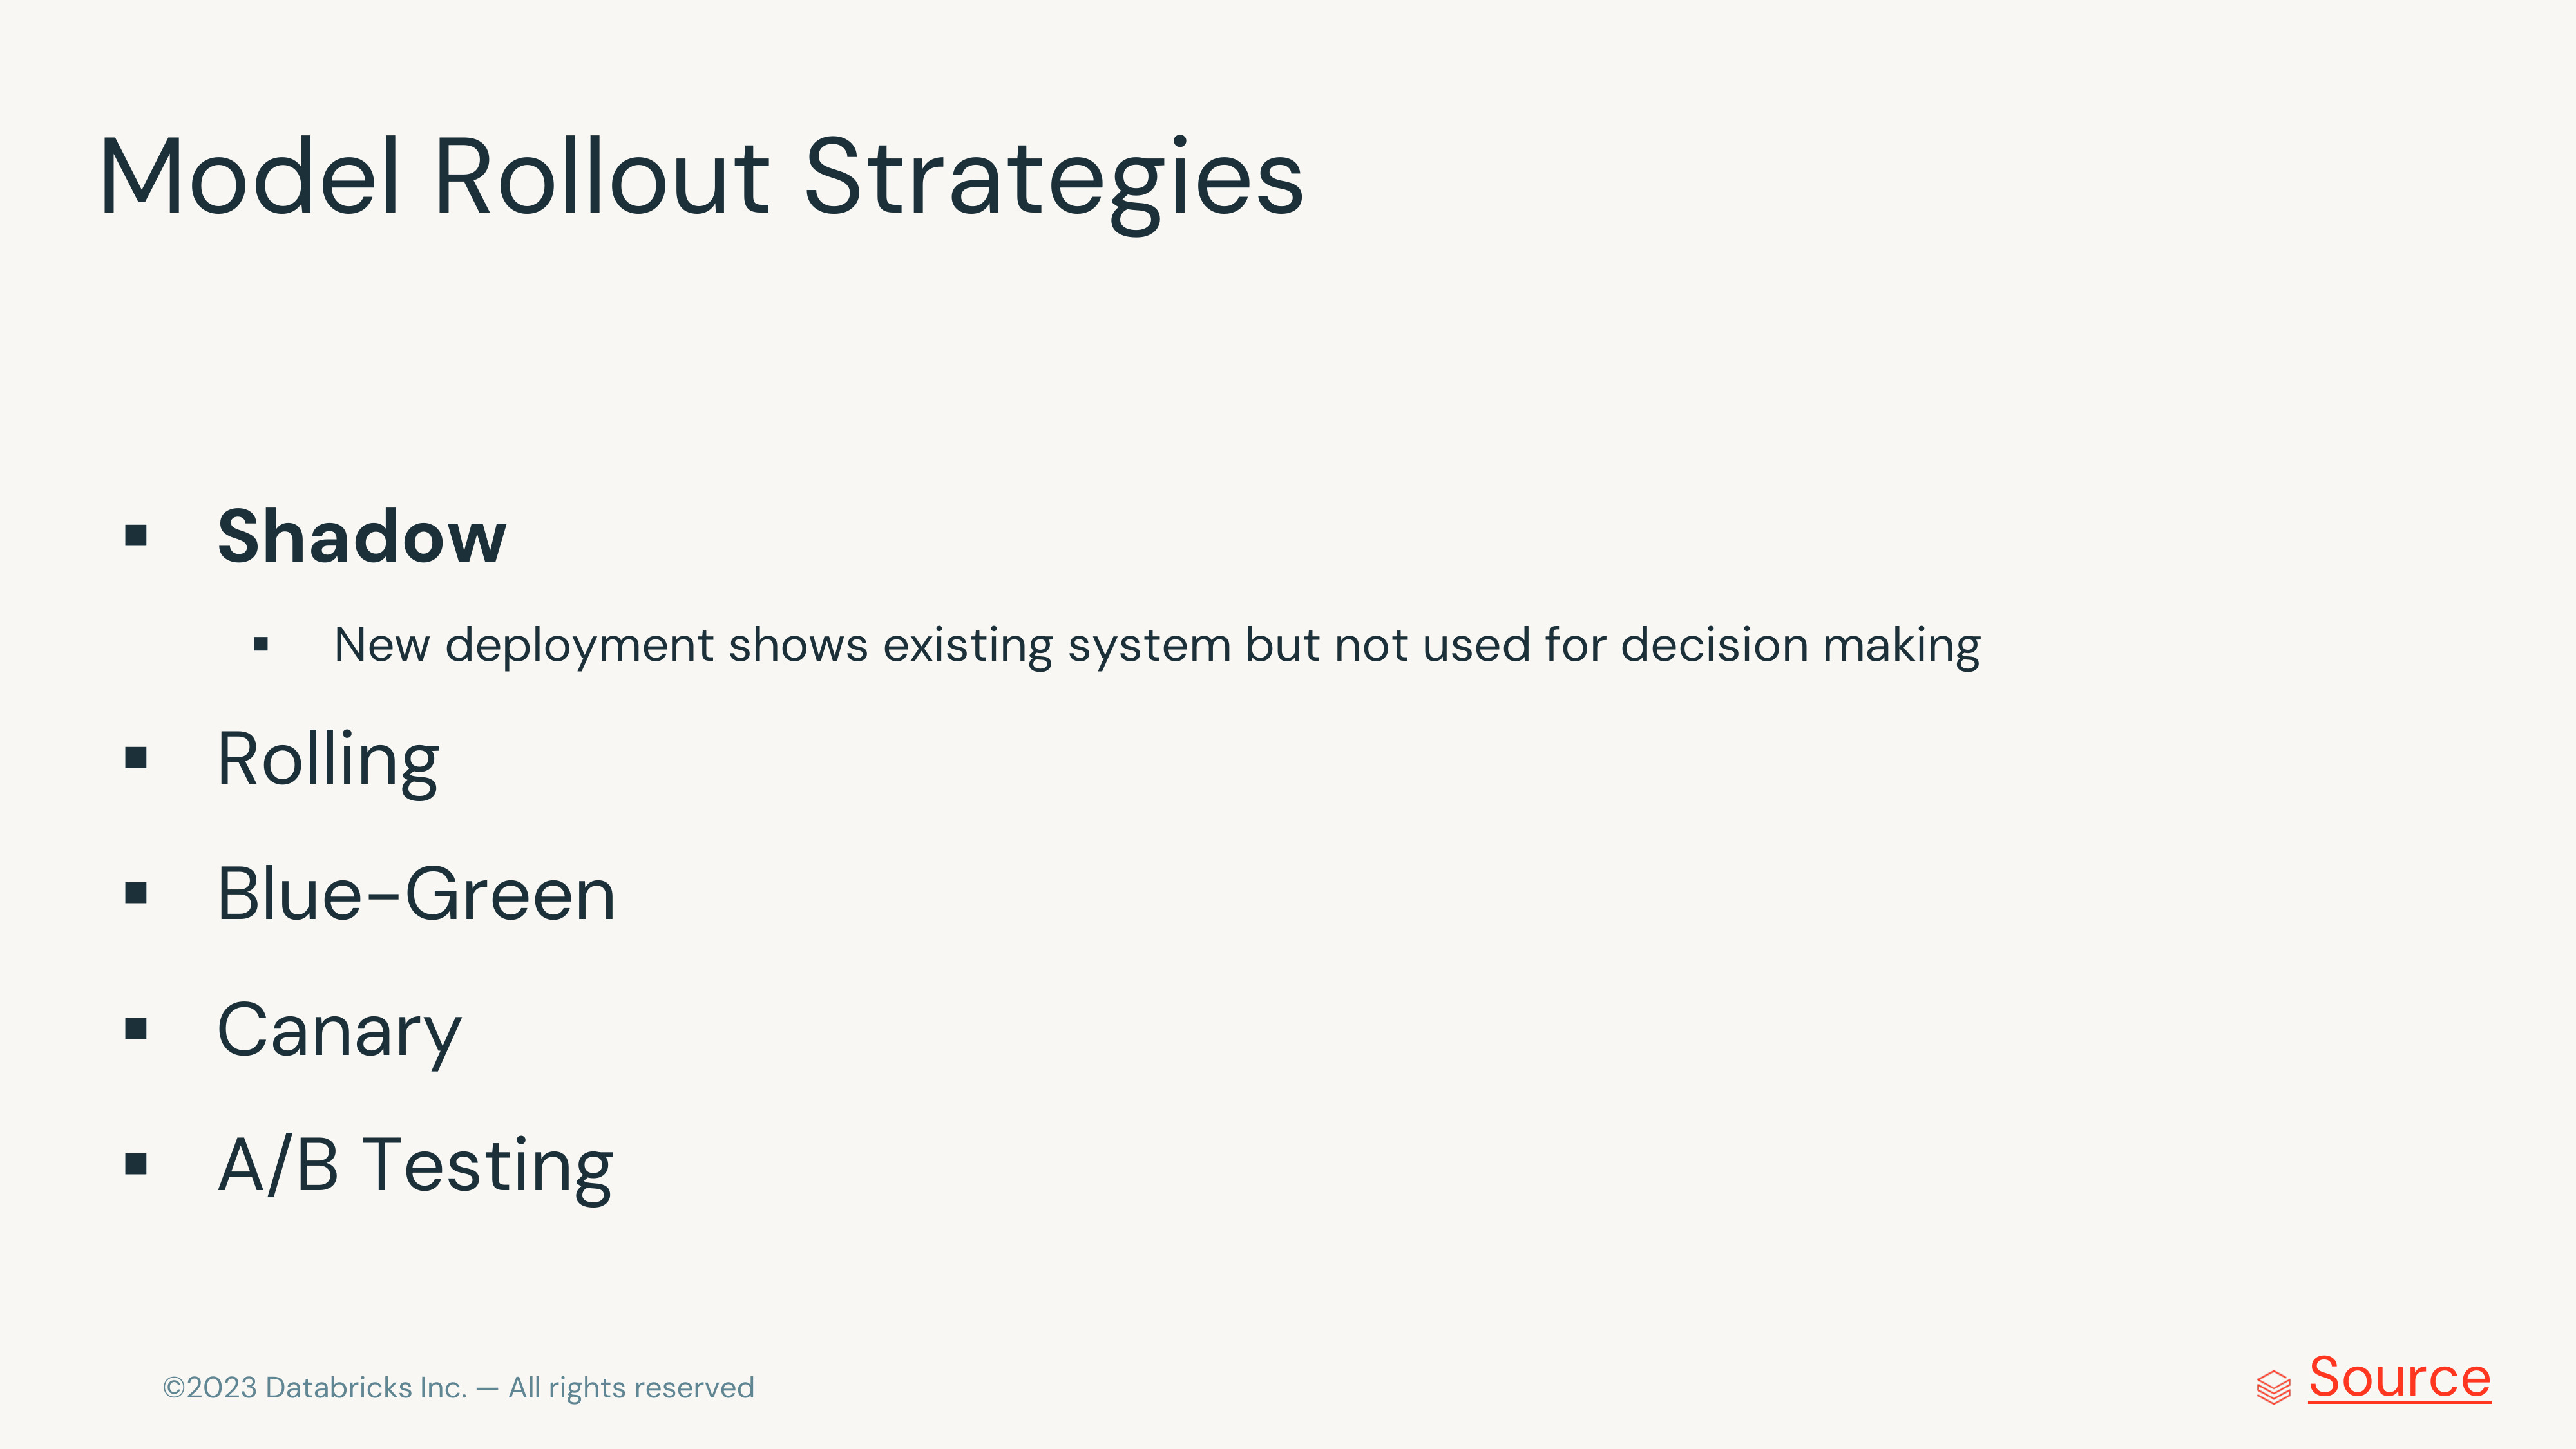 Model Rollout Strategies
▪ Shadow
▪ New deployment shows existing system but not used for decision making
▪ Rolling
▪ Blue-Green
▪ Canary
▪ A/B Testing
©2023 Databricks Inc. — All rights reserved
Source